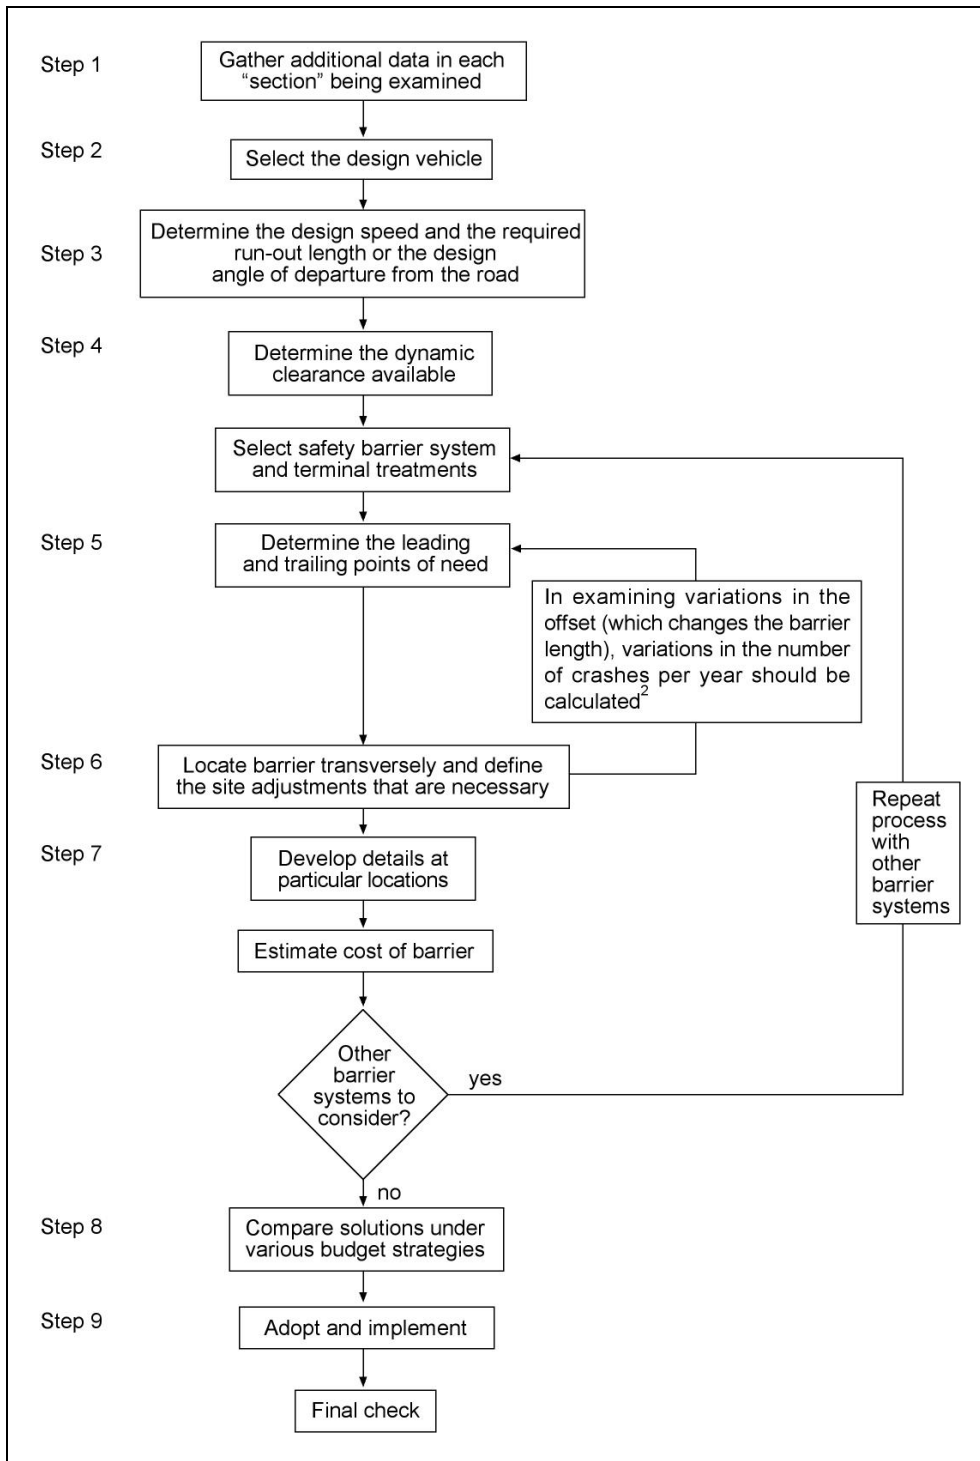 Step 1
Gather additional data in each
“section” being examined
Step 2
Select the design vehicle
Step 3
Determine the design speed and the required
run-out length or the design
angle of departure from the road
Step 4
Determine the dynamic
clearance available
Select safety barrier system
and terminal treatments
Step 5
Determine the leading
and trailing points of need
In examining variations in the
offset (which changes the barrier
length), variations in the number
of crashes per year should be
calculated2
Step 6
Locate barrier transversely and define
the site adjustments that are necessary
Repeat
process
with
other
barrier
systems
Step 7
Develop details at
particular locations
Estimate cost of barrier
Other
barrier
systems to
consider?
yes
no
Step 8
Compare solutions under
various budget strategies
Step 9
Adopt and implement
Final check